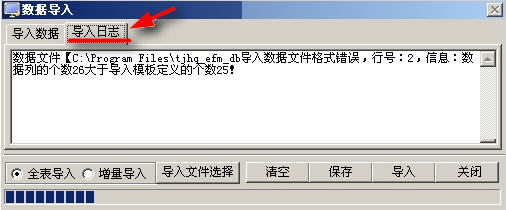 数据导入
导入数据 导入日志
数据文件【C:\Program Files\tjhq_efm_db导入数据文件格式错误，行号：2，信息：数
据列的个数26大于导入模板定义的个数25！
全表导入 增量导入 导入文件选择 清空 保存 导入 关闭